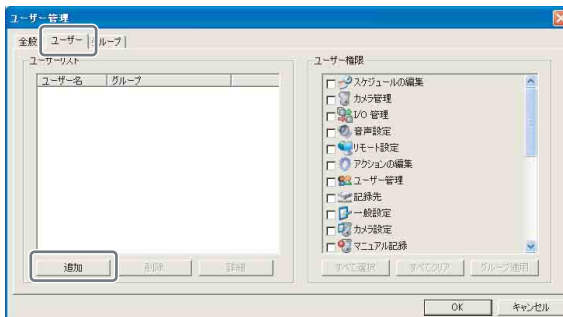 ユーザー管理
全般 ユーザー グループ
ユーザーリスト
ユーザー名 グループ
追加 削除 詳細
ユーザー権限
スケジュールの編集
カメラ管理
I/O 管理
音声設定
リモート設定
アクションの編集
ユーザー管理
記録先
一般設定
カメラ設定
マニュアル記録
すべて選択 すべてクリア グループ適用
OK キャンセル